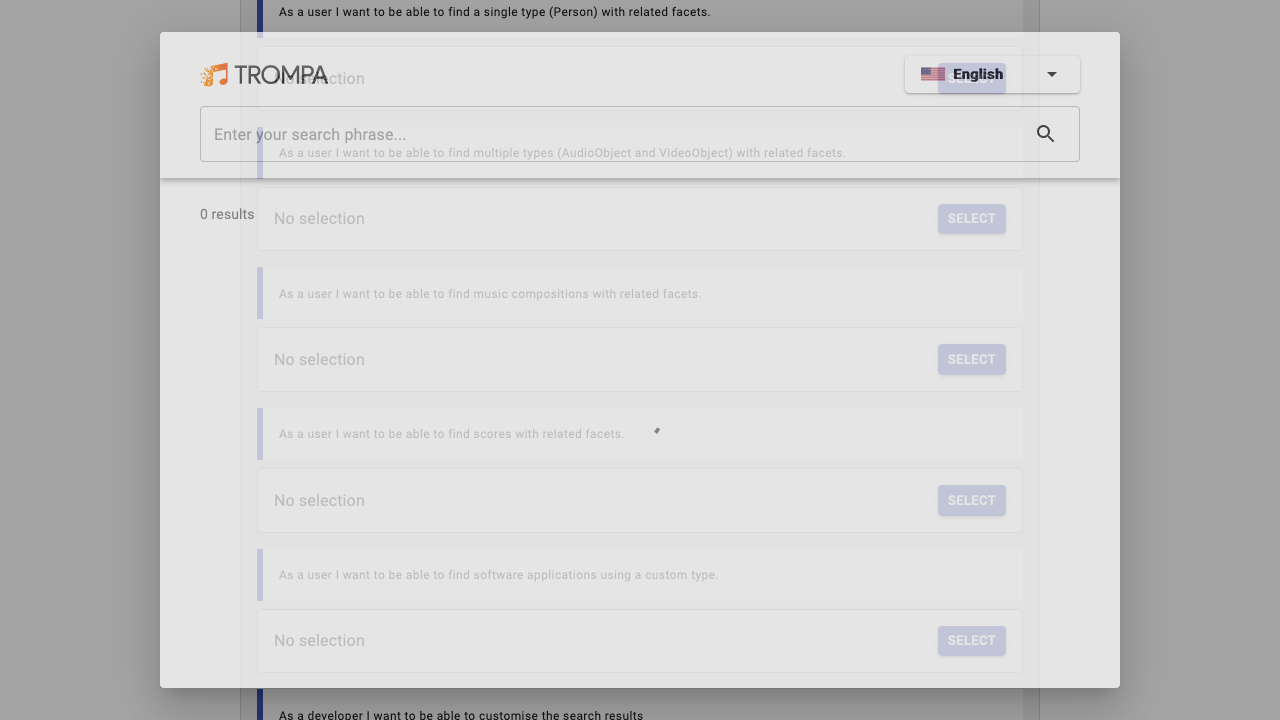 As a user I want to be able to find a single type (Person) with related facets.
TROMPA
No selection
English
Enter your search phrase...
As a user I want to be able to find multiple types (AudioObject and VideoObject) with related facets.
0 results
No selection
SELECT
As a user I want to be able to find music compositions with related facets.
No selection
SELECT
As a user I want to be able to find scores with related facets.
No selection
SELECT
As a user I want to be able to find software applications using a custom type.
No selection
SELECT
As a developer I want to be able to customise the search results